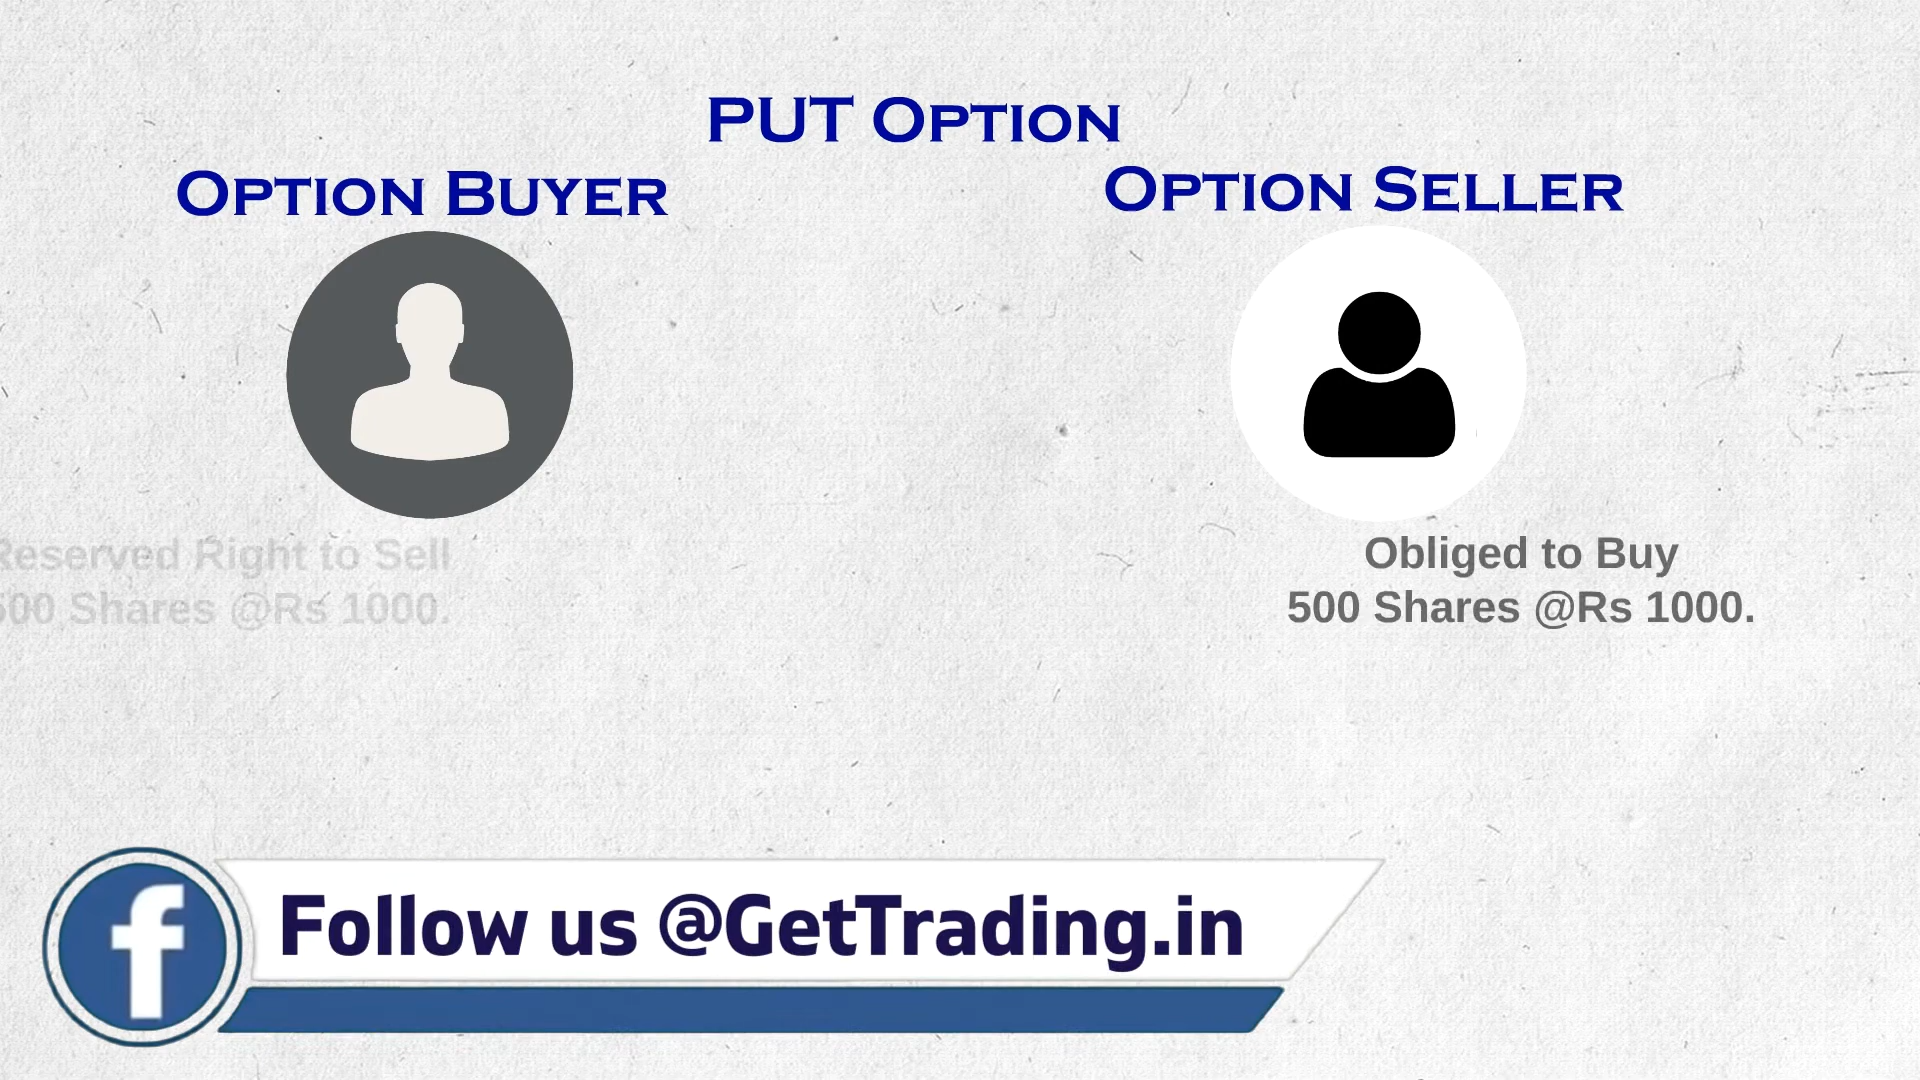 PUT Option
Option Buyer
Option Seller
Reserved Right to Sell
500 Shares @Rs 1000.
Obliged to Buy
500 Shares @Rs 1000.
f
Follow us @GetTrading.in